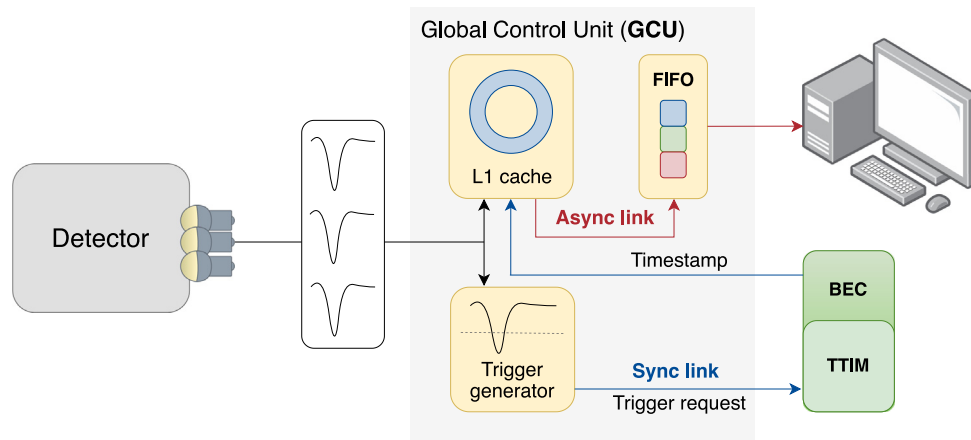 Global Control Unit (GCU)
FIFO
L1 cache
Detector
Async link
Timestamp
BEC
TTIM
Trigger
generator
Sync link
Trigger request